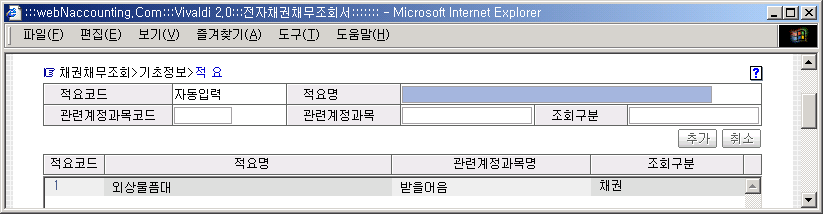 :::webNaccounting,Com:::Vivaldi 2,0:::전자채권채무조회서::::::: - Microsoft Internet Explorer
파일(F) 편집(E) 보기(V) 즐겨찾기(A) 도구(T) 도움말(H)
채권채무조회>기초정보>적 요 ?
적요코드 자동입력 적요명
관련계정과목코드 관련계정과목 조회구분
추가 취소
적요코드 적요명 관련계정과목명 조회구분
1 외상물품대 받을어음 채권